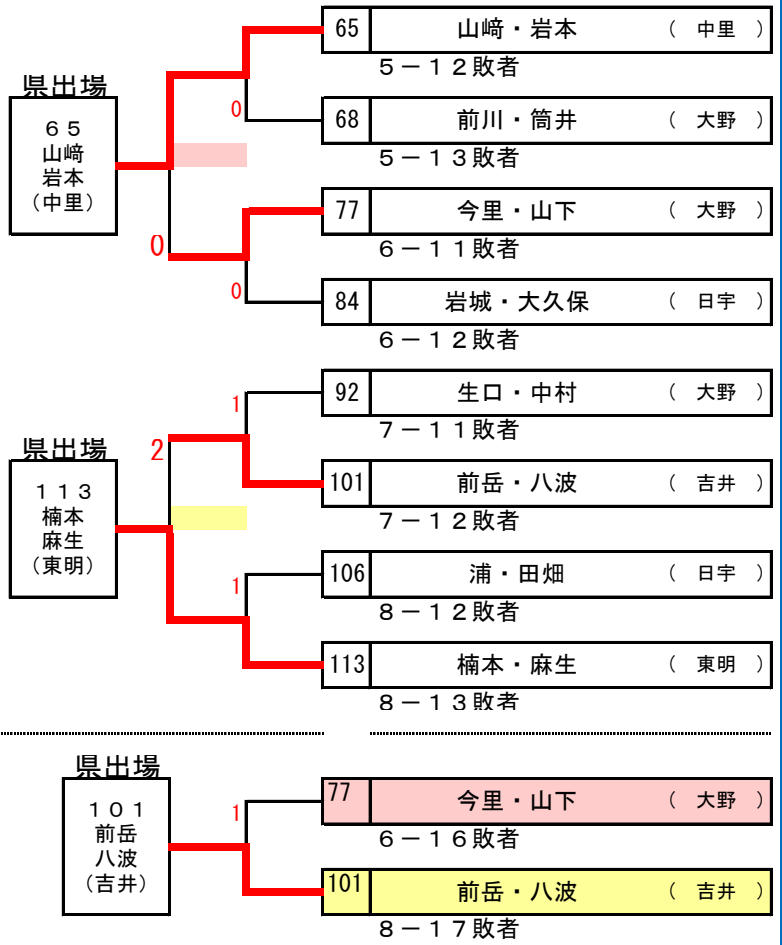 65 山﨑・岩本 （ 中里 ）
５－１２敗者
県出場
６５
山﨑
岩本
（中里）
0
68 前川・筒井 （ 大野 ）
５－１３敗者
77 今里・山下 （ 大野 ）
６－１１敗者
0
0
84 岩城・大久保 （ 日宇 ）
６－１２敗者
92 生口・中村 （ 大野 ）
1
７－１１敗者
県出場
１１３
楠本
麻生
（東明）
2
101 前岳・八波 （ 吉井 ）
７－１２敗者
106 浦・田畑 （ 日宇 ）
1
８－１２敗者
113 楠本・麻生 （ 東明 ）
８－１３敗者
県出場
１０１
前岳
八波
（吉井）
1
77 今里・山下 （ 大野 ）
６－１６敗者
101 前岳・八波 （ 吉井 ）
８－１７敗者